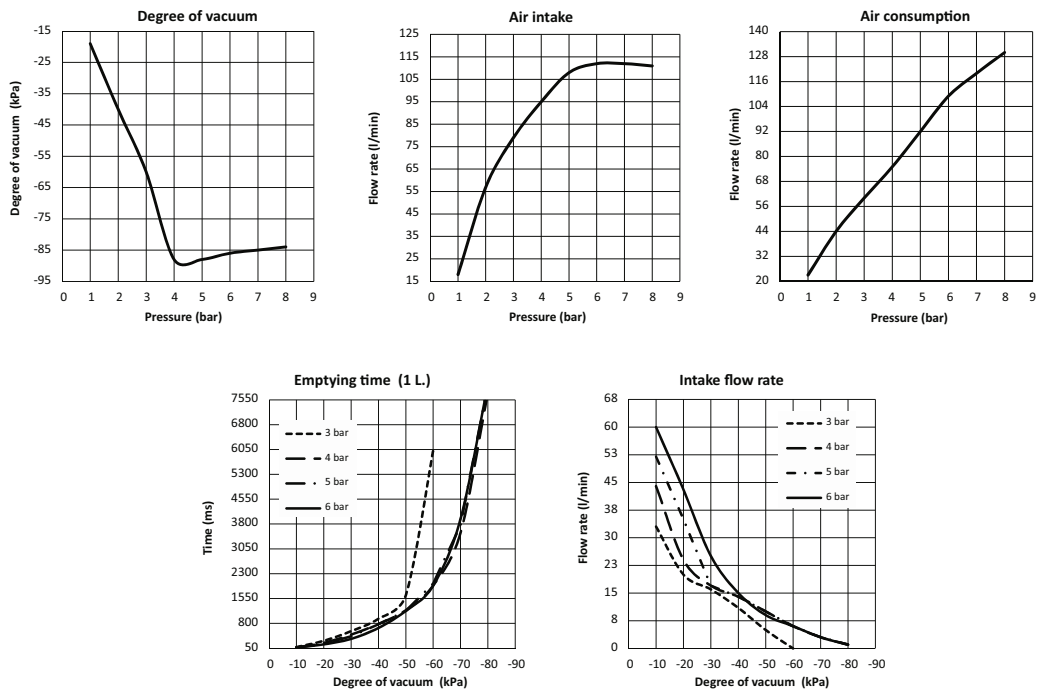 Degree of vacuum
Degree of vacuum (kPa)
-15
-25
-35
-45
-55
-65
-75
-85
-95
0 1 2 3 4 5 6 7 8 9
Pressure (bar)
Air intake
Flow rate (l/min)
125
115
105
95
85
75
65
55
45
35
25
15
0 1 2 3 4 5 6 7 8 9
Pressure (bar)
Air consumption
Flow rate (l/min)
140
128
116
104
92
80
68
56
44
32
20
0 1 2 3 4 5 6 7 8 9
Pressure (bar)
Emptying time (1 L.)
Time (ms)
7550
6800
6050
5300
4550
3800
3050
2300
1550
800
50
3 bar
4 bar
5 bar
6 bar
0 -10 -20 -30 -40 -50 -60 -70 -80 -90
Degree of vacuum (kPa)
Intake flow rate
Flow rate (l/min)
68
60
53
45
38
30
23
15
8
0
3 bar
4 bar
5 bar
6 bar
0 -10 -20 -30 -40 -50 -60 -70 -80 -90
Degree of vacuum (kPa)